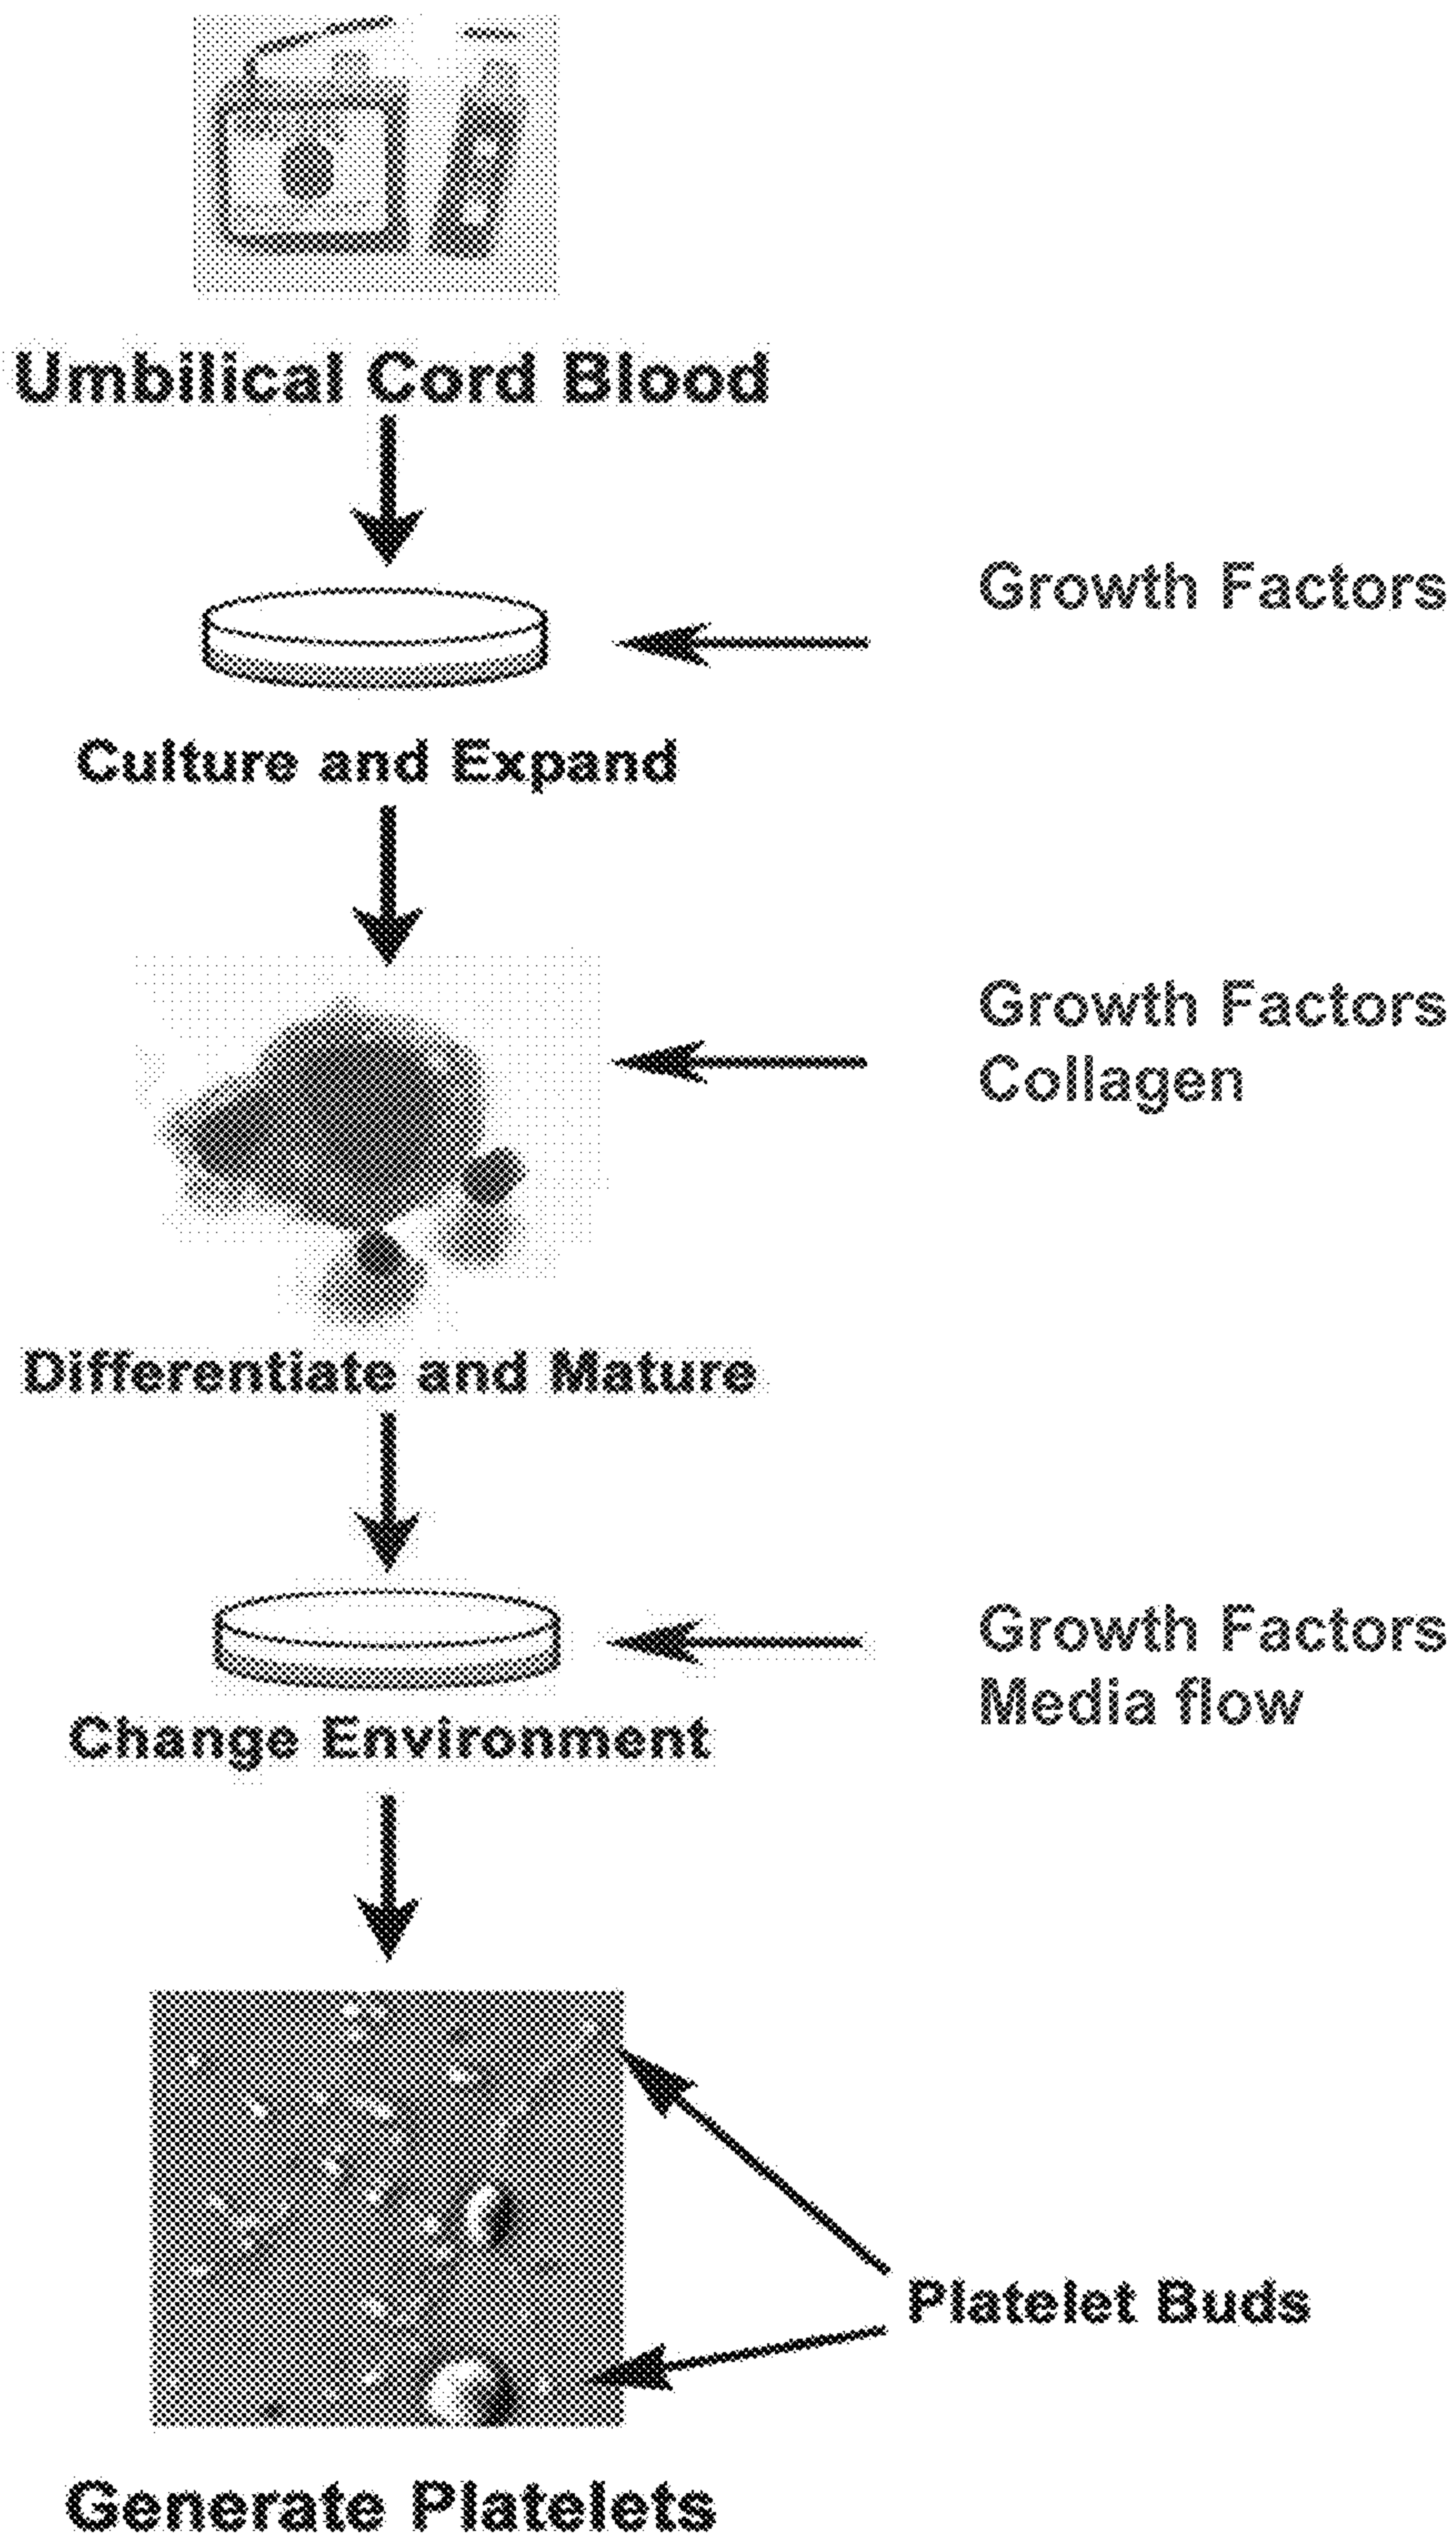 Umbilical Cord Blood
Growth Factors
Culture and Expand
Growth Factors
Collagen
Differentiate and Mature
Growth Factors
Media flow
Change Environment
Platelet Buds
Generate Platelets